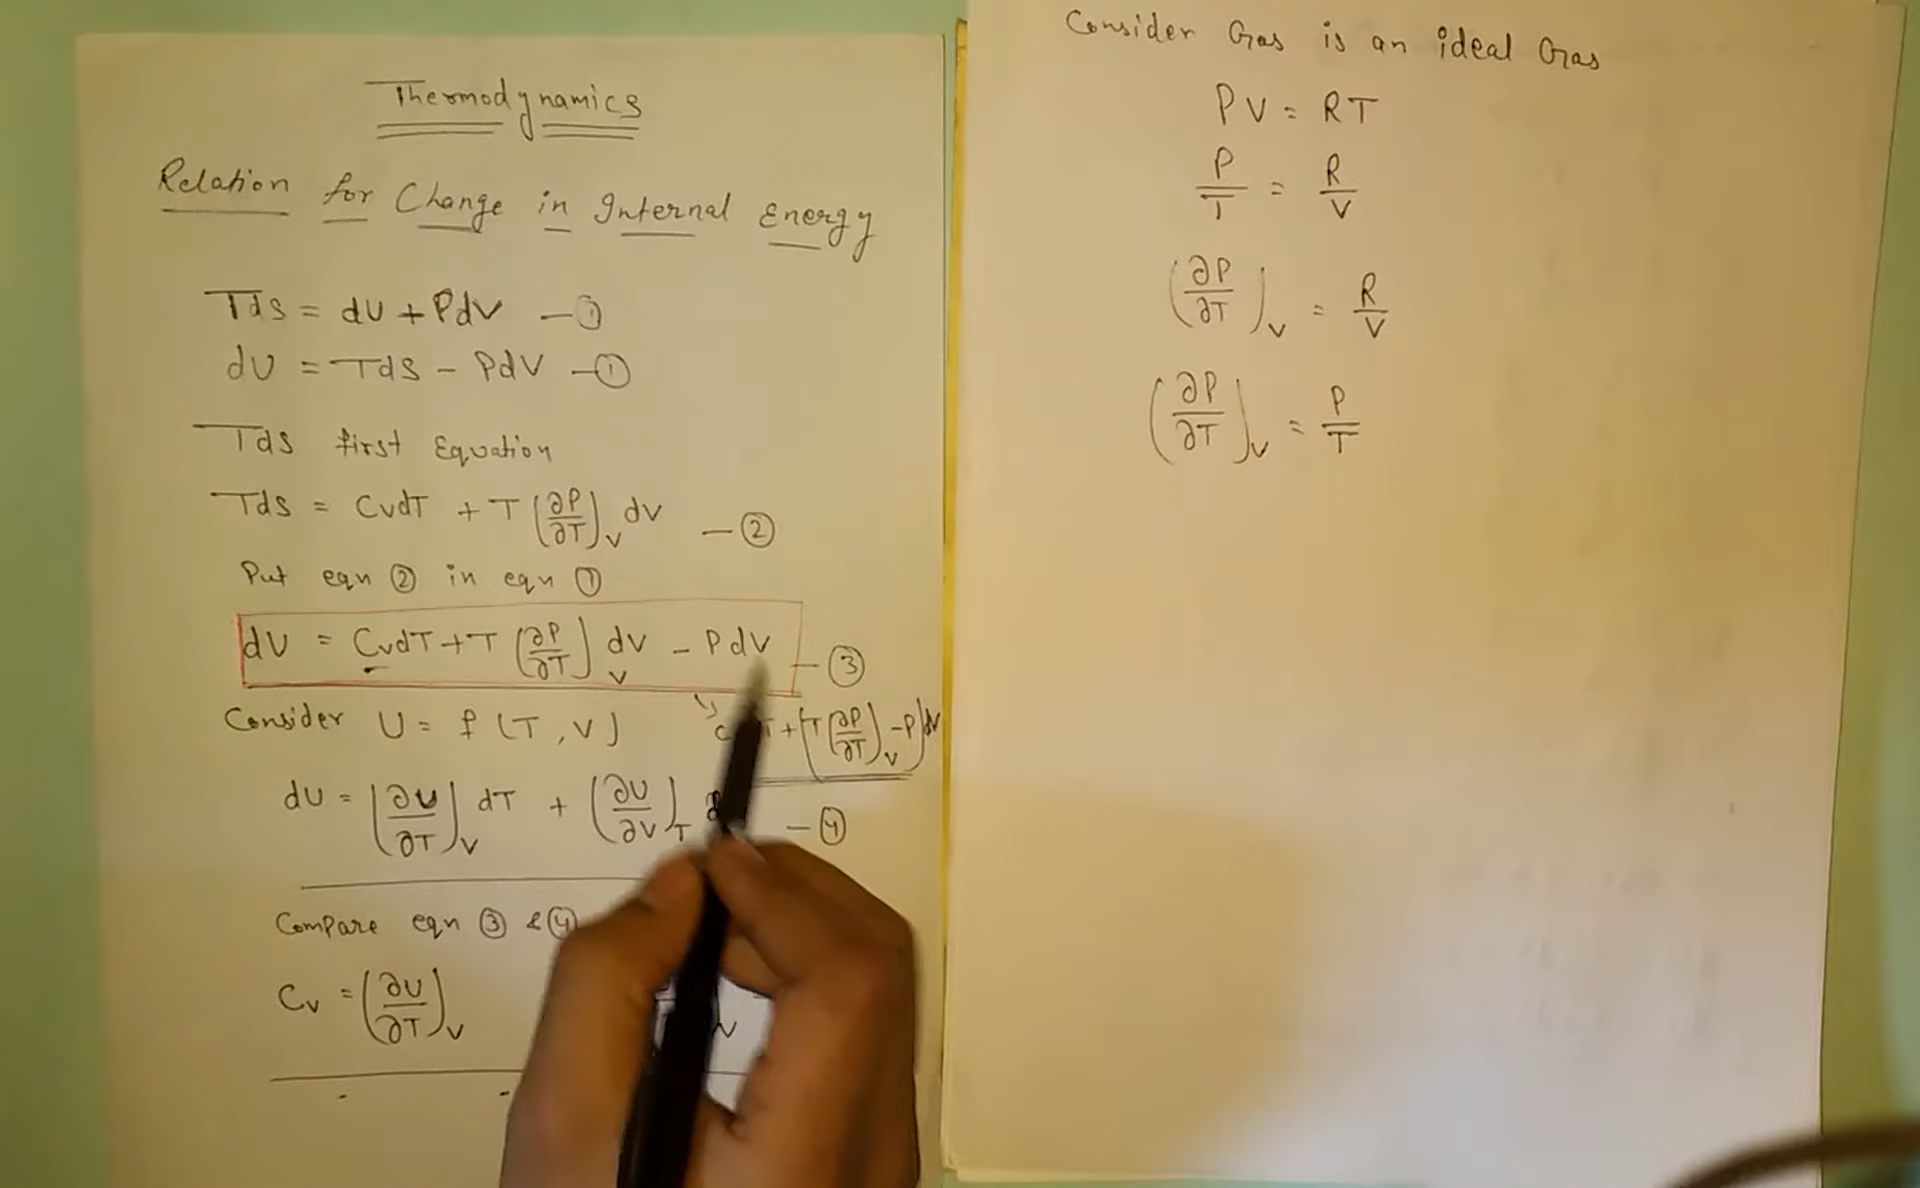 Thermodynamics
Relation for Change in Internal Energy
Tds = dU + PdV — ①
dU = Tds - PdV — ①
Tds first Equation
Tds = CvdT + T (∂P/∂T)V dV — ②
Put eqn ② in eqn ①
dU = CvdT + T (∂P/∂T)V dV - PdV — ③
Consider U = f (T, V)
+ (T (∂P/∂T)V - P) dV
dU = (∂U/∂T)V dT + (∂U/∂V)T — ④
Compare eqn ③ & ④
Cv = (∂U/∂T)V
Consider Gas is an ideal Gas
PV = RT
P/T = R/V
(∂P/∂T)V = R/V
(∂P/∂T)V = P/T